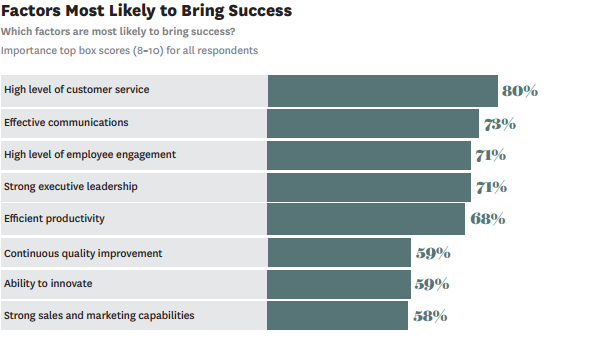 Factors Most Likely to Bring Success
Which factors are most likely to bring success?
Importance top box scores (8–10) for all respondents
High level of customer service 80%
Effective communications 73%
High level of employee engagement 71%
Strong executive leadership 71%
Efficient productivity 68%
Continuous quality improvement 59%
Ability to innovate 59%
Strong sales and marketing capabilities 58%